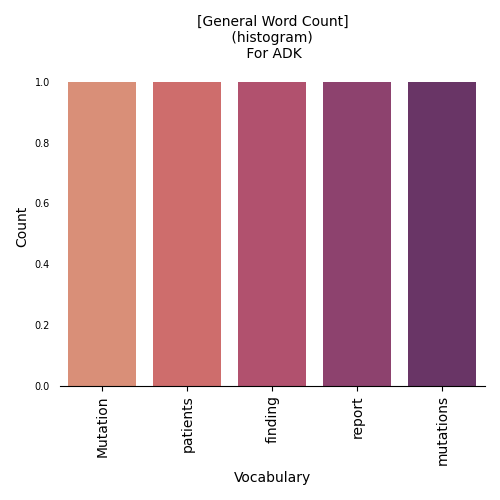 [General Word Count]
(histogram)
For ADK
1.0
0.8
0.6
0.4
0.2
0.0
Count
Mutation
patients
finding
report
mutations
Vocabulary